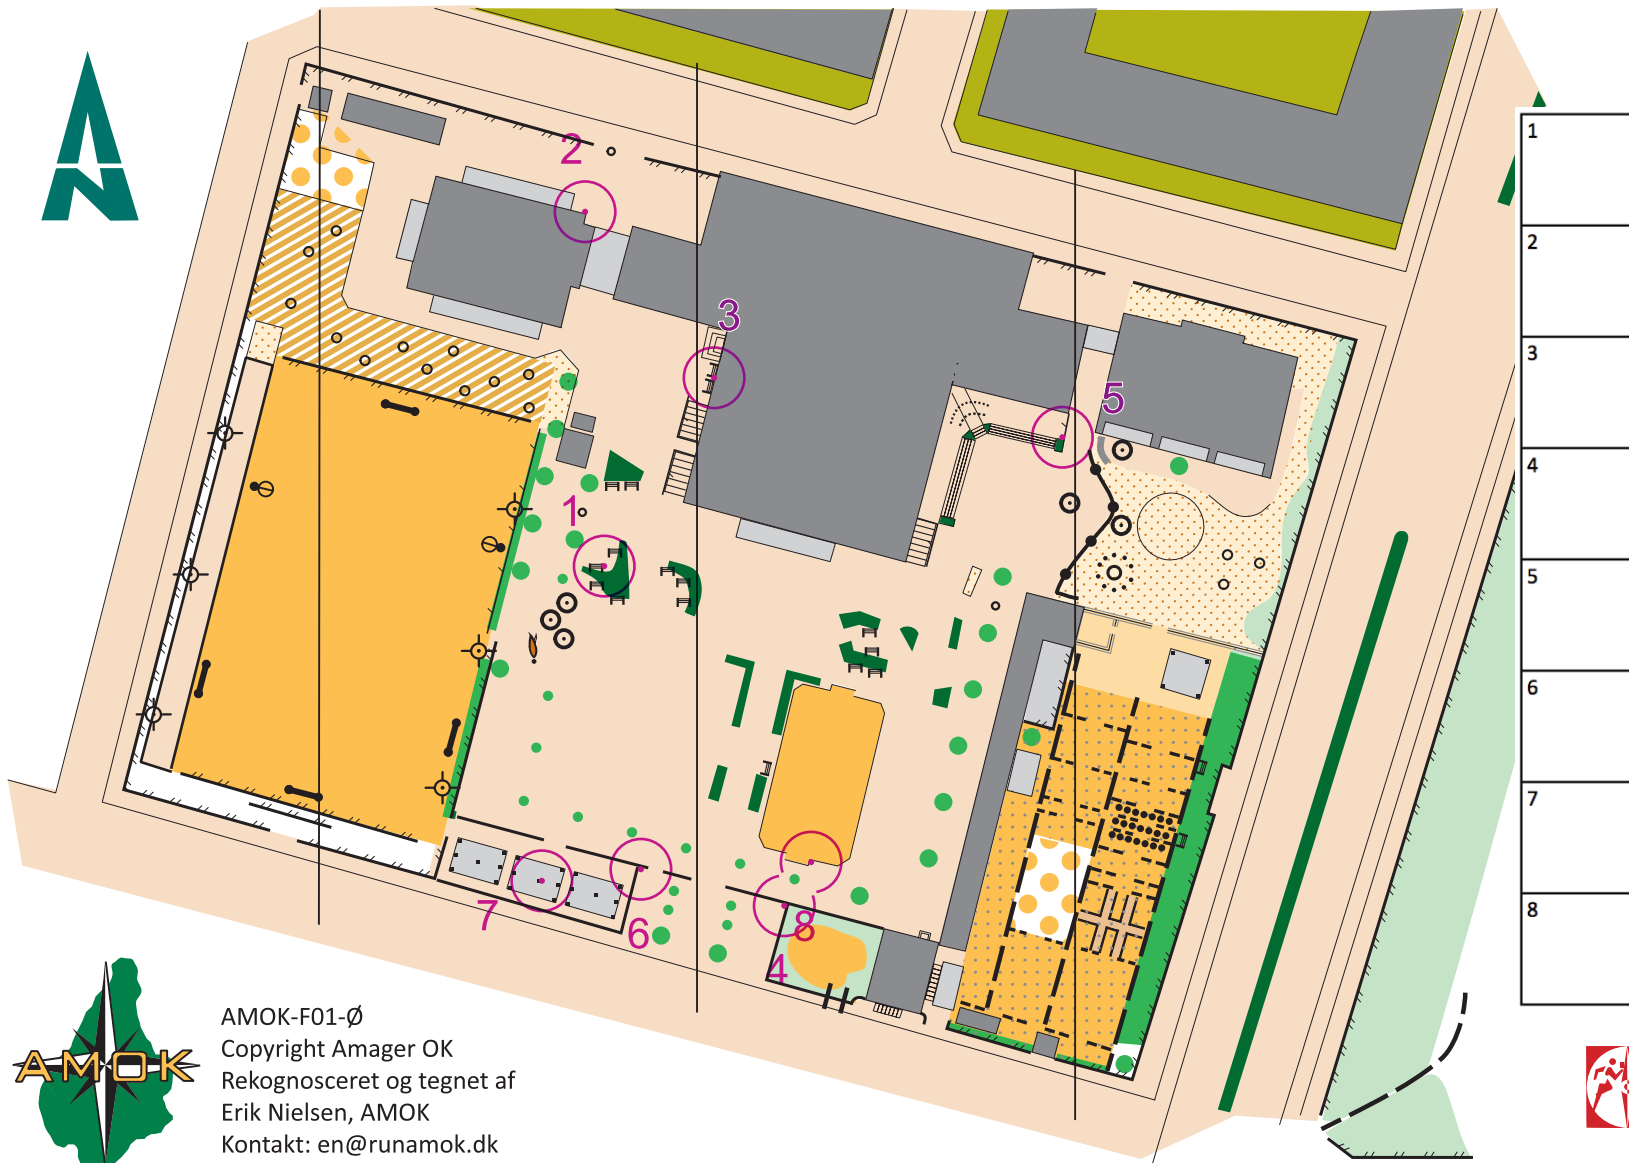 2
1
3
2
3
5
4
1
5
6
7
8
7
6
8
4
AMOK
AMOK-F01-Ø
Copyright Amager OK
Rekognosceret og tegnet af
Erik Nielsen, AMOK
Kontakt: en@runamok.dk